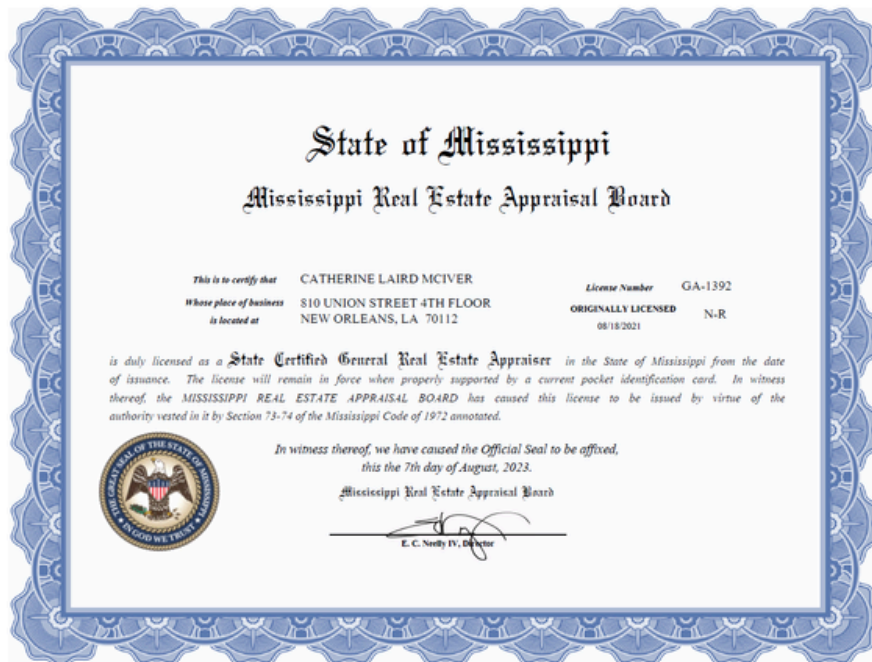 State of Mississippi
Mississippi Real Estate Appraisal Board
This is to certify that CATHERINE LAIRD MCIVER
License Number GA-1392
Whose place of business 810 UNION STREET 4TH FLOOR
is located at NEW ORLEANS, LA 70112
ORIGINALLY LICENSED N-R
08/18/2021
is duly licensed as a State Certified General Real Estate Appraiser in the State of Mississippi from the date
of issuance. The license will remain in force when properly supported by a current pocket identification card. In witness
thereof, the MISSISSIPPI REAL ESTATE APPRAISAL BOARD has caused this license to be issued by virtue of the
authority vested in it by Section 73-74 of the Mississippi Code of 1972 annotated.
In witness thereof, we have caused the Official Seal to be affixed,
this the 7th day of August, 2023.
Mississippi Real Estate Appraisal Board
E. C. Neelly IV, Director
THE GREAT SEAL OF THE STATE OF MISSISSIPPI
IN GOD WE TRUST